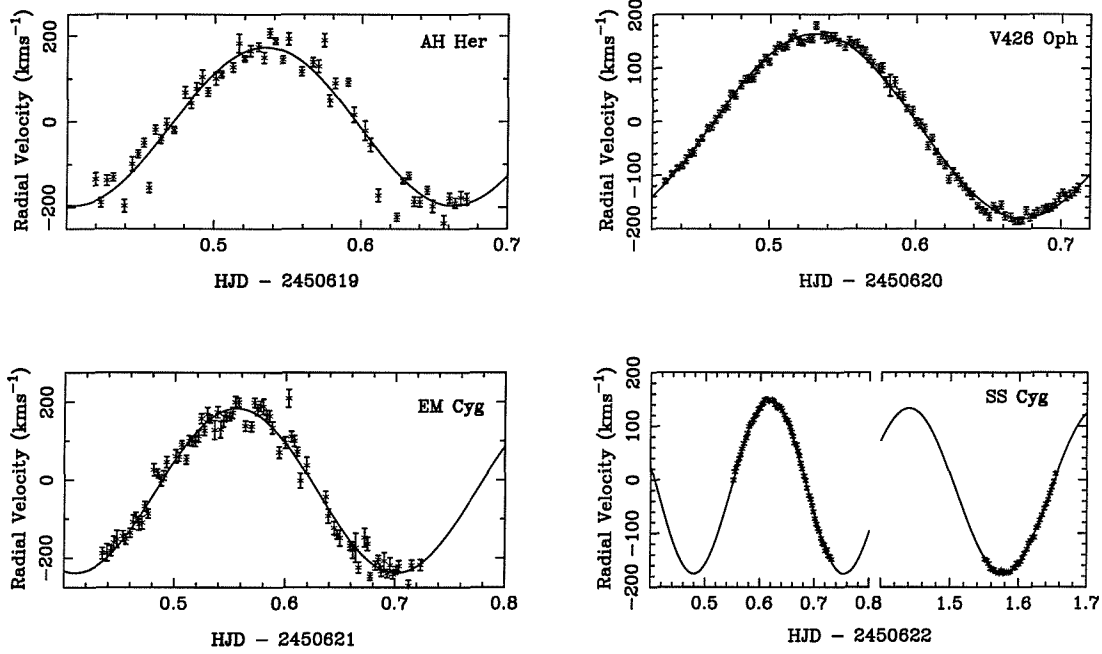 AH Her
Radial Velocity (kms⁻¹)
200
0
−200
0.5
0.6
0.7
HJD − 2450619
V426 Oph
Radial Velocity (kms⁻¹)
200
100
0
−100
−200
0.5
0.6
0.7
HJD − 2450620
EM Cyg
Radial Velocity (kms⁻¹)
200
0
−200
0.5
0.6
0.7
0.8
HJD − 2450621
SS Cyg
Radial Velocity (kms⁻¹)
200
100
0
−100
−200
0.5
0.6
0.7
0.8
1.5
1.6
1.7
HJD − 2450622